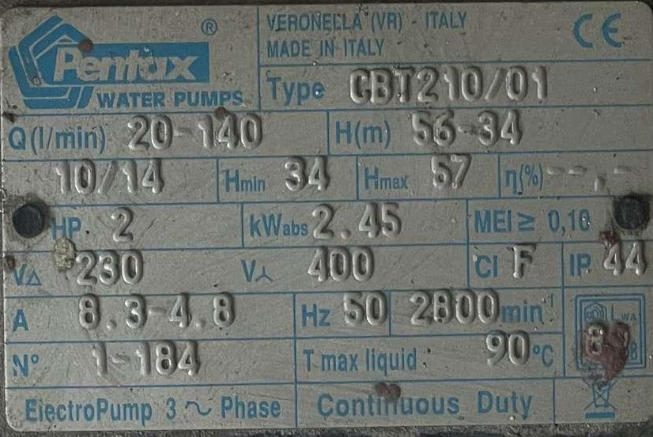 Pentax ®
WATER PUMPS
VERONELLA (VR) - ITALY
MADE IN ITALY
CE
Type CBT210/01
Q(l/min) 20-140 H(m) 56-34
10/14 Hmin 34 Hmax 57 η(%) --,-
HP 2 kWabs 2.45 MEI ≥ 0,10
V△ 230 V⅄ 400 Cl F IP 44
A 8.3-4.8 Hz 50 2800 min⁻¹
LWA
N° 1-184 T max liquid 90°C
ElectroPump 3 ~ Phase Continuous Duty